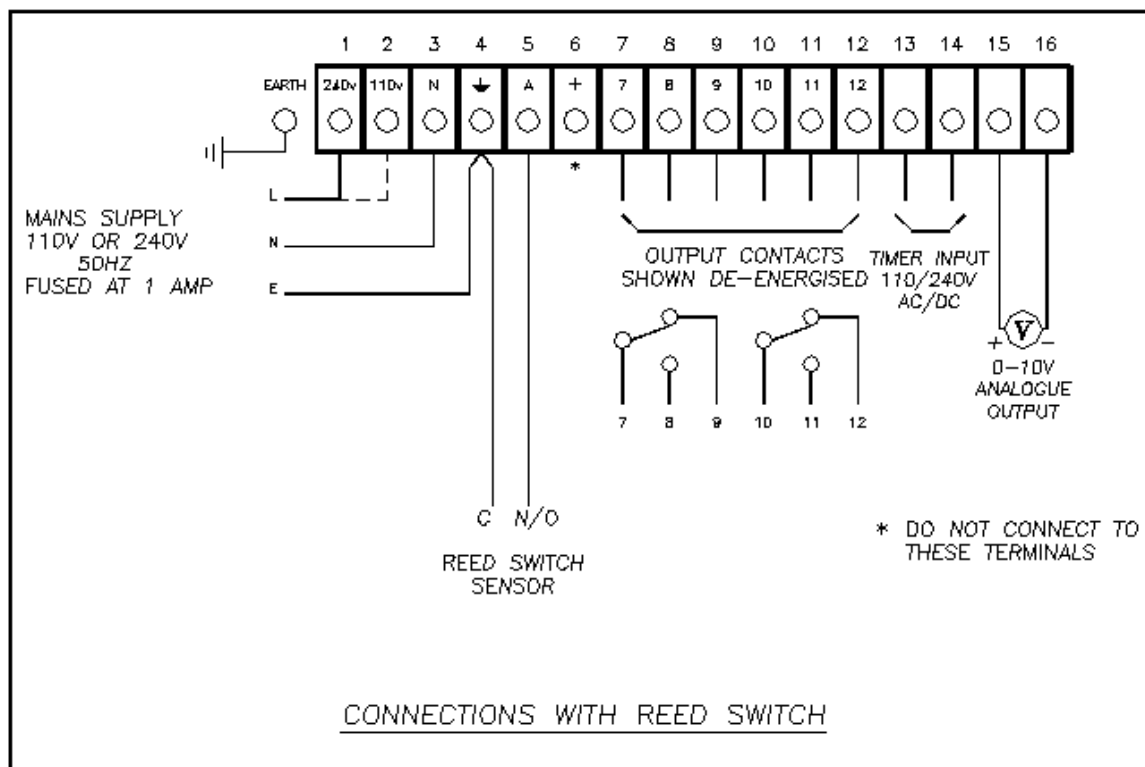 1 2 3 4 5 6 7 8 9 10 11 12 13 14 15 16
EARTH 240v 110v N A + 7 8 9 10 11 12
*
L
MAINS SUPPLY
110V OR 240V
50HZ
FUSED AT 1 AMP
N
E
OUTPUT CONTACTS
SHOWN DE-ENERGISED
TIMER INPUT
110/240V
AC/DC
+ V -
0-10V
ANALOGUE
OUTPUT
7 8 9 10 11 12
C N/O
REED SWITCH
SENSOR
* DO NOT CONNECT TO
THESE TERMINALS
CONNECTIONS WITH REED SWITCH